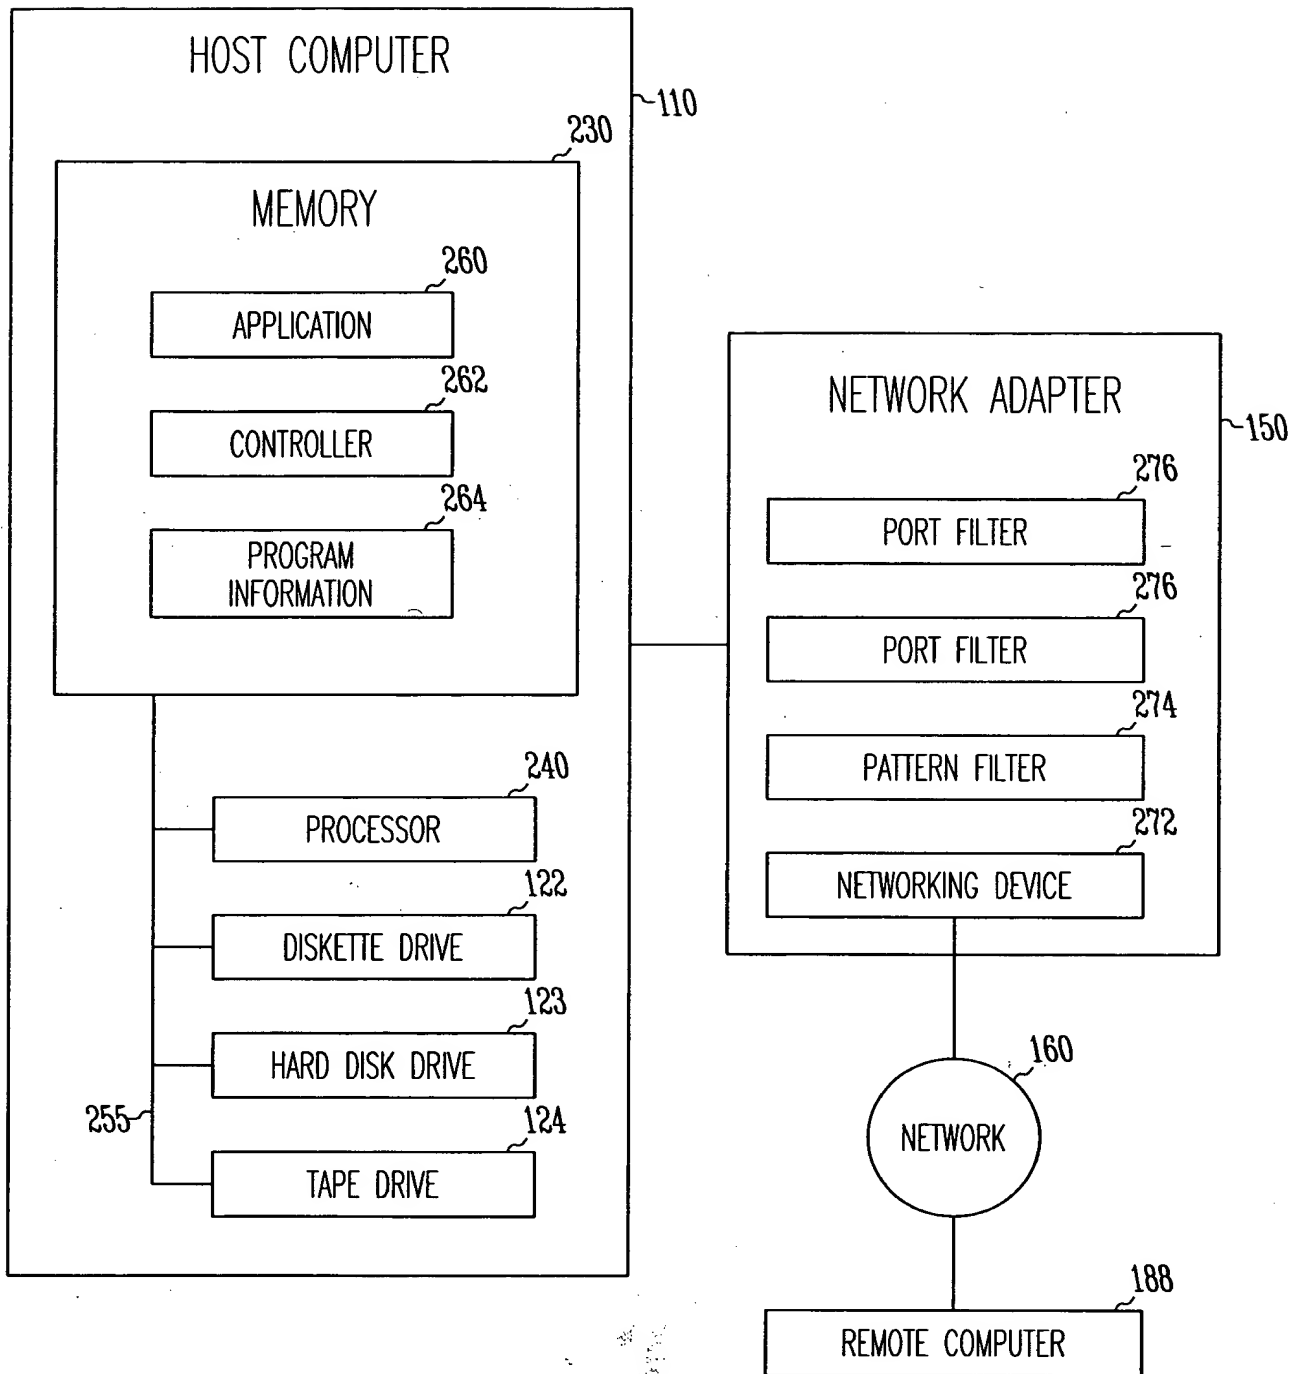 HOST COMPUTER
110
230
MEMORY
260
APPLICATION
262
CONTROLLER
264
PROGRAM
INFORMATION
240
PROCESSOR
122
DISKETTE DRIVE
123
HARD DISK DRIVE
255
124
TAPE DRIVE
NETWORK ADAPTER
150
276
PORT FILTER
276
PORT FILTER
274
PATTERN FILTER
272
NETWORKING DEVICE
160
NETWORK
188
REMOTE COMPUTER